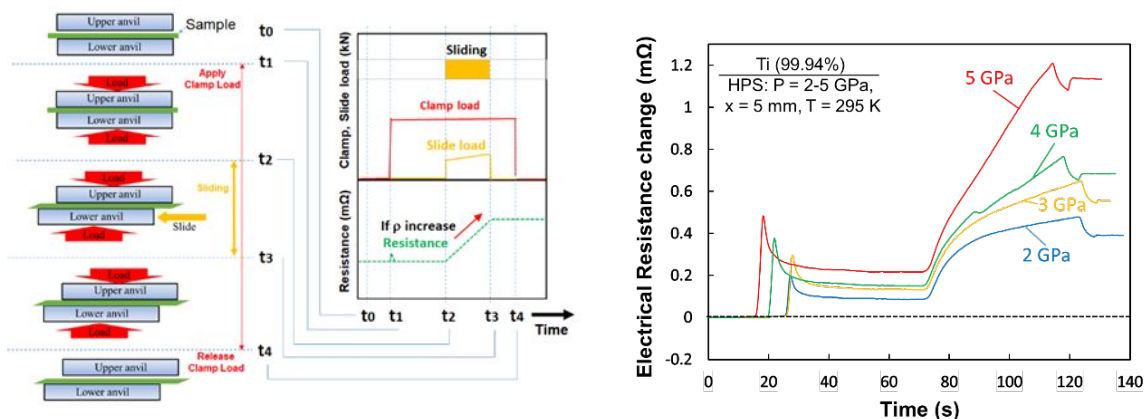 Upper anvil
Lower anvil
Sample
Load
Apply
Clamp Load
Upper anvil
Lower anvil
Load
Load
Upper anvil
Lower anvil
Load
Sliding
Slide
Load
Upper anvil
Lower anvil
Load
Release
Clamp Load
Upper anvil
Lower anvil
t0
t1
t2
t3
t4
Clamp, Slide load (kN)
Resistance (mΩ)
Sliding
Clamp load
Slide load
If ρ increase
Resistance
t0 t1 t2 t3 t4
Time
Electrical Resistance change (mΩ)
1.2
1
0.8
0.6
0.4
0.2
0
-0.2
Ti (99.94%)
HPS: P = 2-5 GPa,
x = 5 mm, T = 295 K
5 GPa
4 GPa
3 GPa
2 GPa
0 20 40 60 80 100 120 140
Time (s)